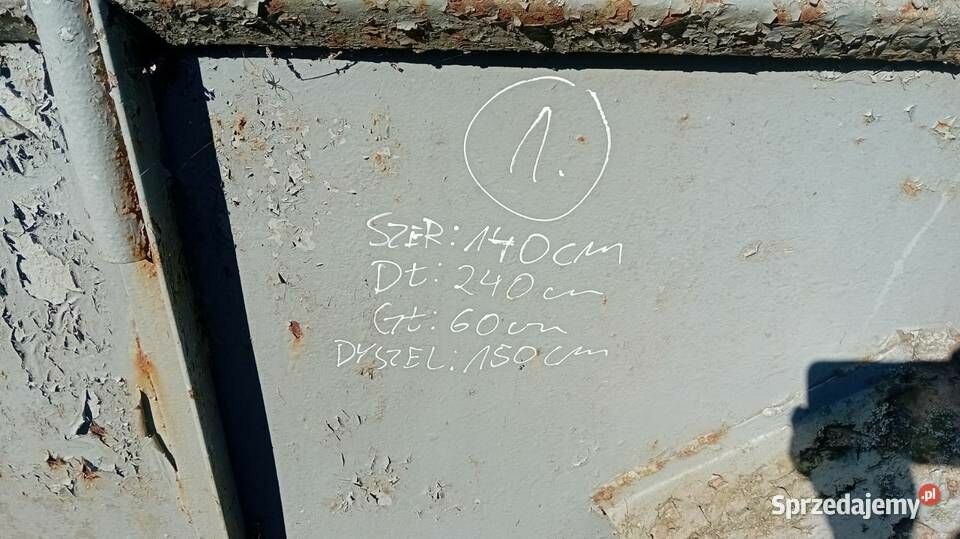 1.
SZER: 140cm
Dł: 240cm
Gł: 60cm
DYSZEL: 150cm
Sprzedajemy.pl